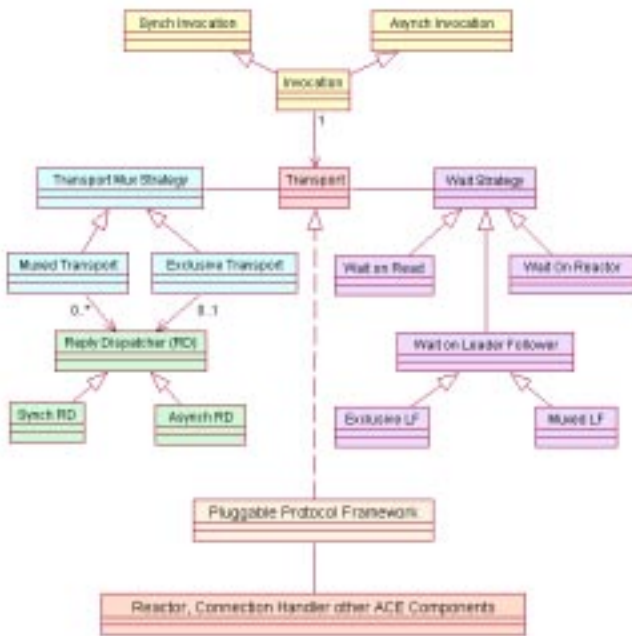 Synch Invocation
Asynch Invocation
Invocation
1
Transport Mux Strategy
Transport
Wait Strategy
Muxed Transport
Exclusive Transport
Wait on Read
Wait On Reactor
0..*
0..1
Reply Dispatcher (RD)
Wait on Leader Follower
Synch RD
Asynch RD
Exclusive LF
Muxed LF
Pluggable Protocol Framework
Reactor, Connection Handler other ACE Components